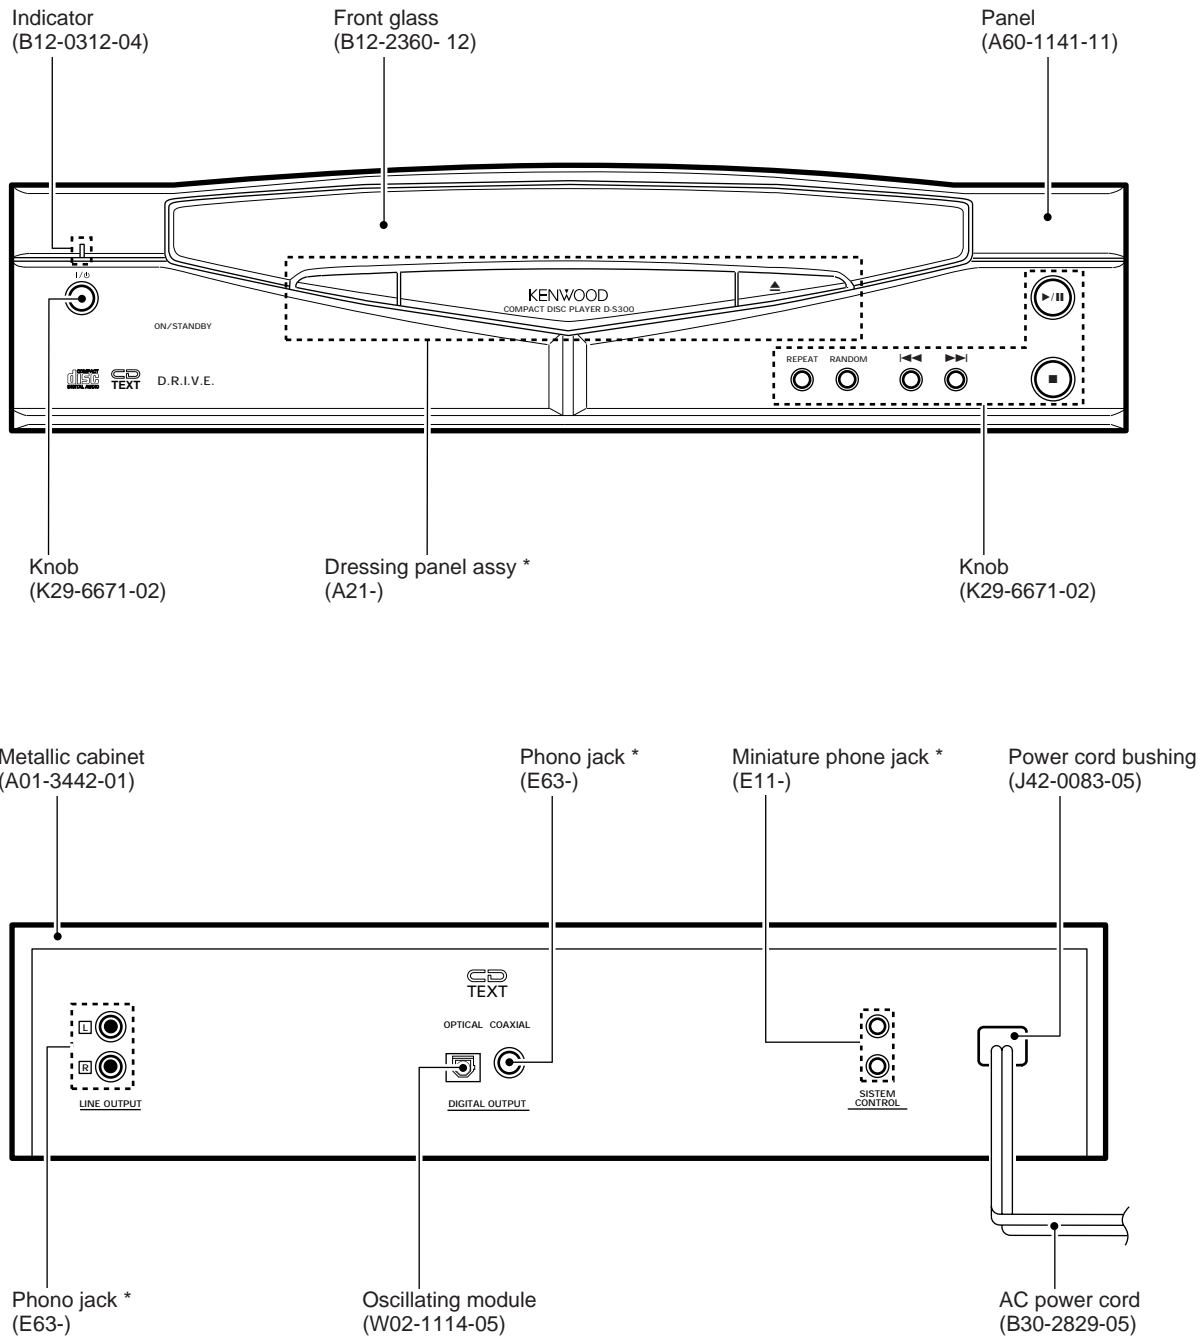 Indicator
(B12-0312-04)
Front glass
(B12-2360- 12)
Panel
(A60-1141-11)
I/⏻
ON/STANDBY
KENWOOD
COMPACT DISC PLAYER D-S300
COMPACT
disc
DIGITAL AUDIO
CD
TEXT
D.R.I.V.E.
REPEAT RANDOM
Knob
(K29-6671-02)
Dressing panel assy *
(A21-)
Knob
(K29-6671-02)
Metallic cabinet
(A01-3442-01)
Phono jack *
(E63-)
Miniature phone jack *
(E11-)
Power cord bushing
(J42-0083-05)
CD
TEXT
OPTICAL COAXIAL
L
R
LINE OUTPUT
DIGITAL OUTPUT
SISTEM
CONTROL
Phono jack *
(E63-)
Oscillating module
(W02-1114-05)
AC power cord
(B30-2829-05)